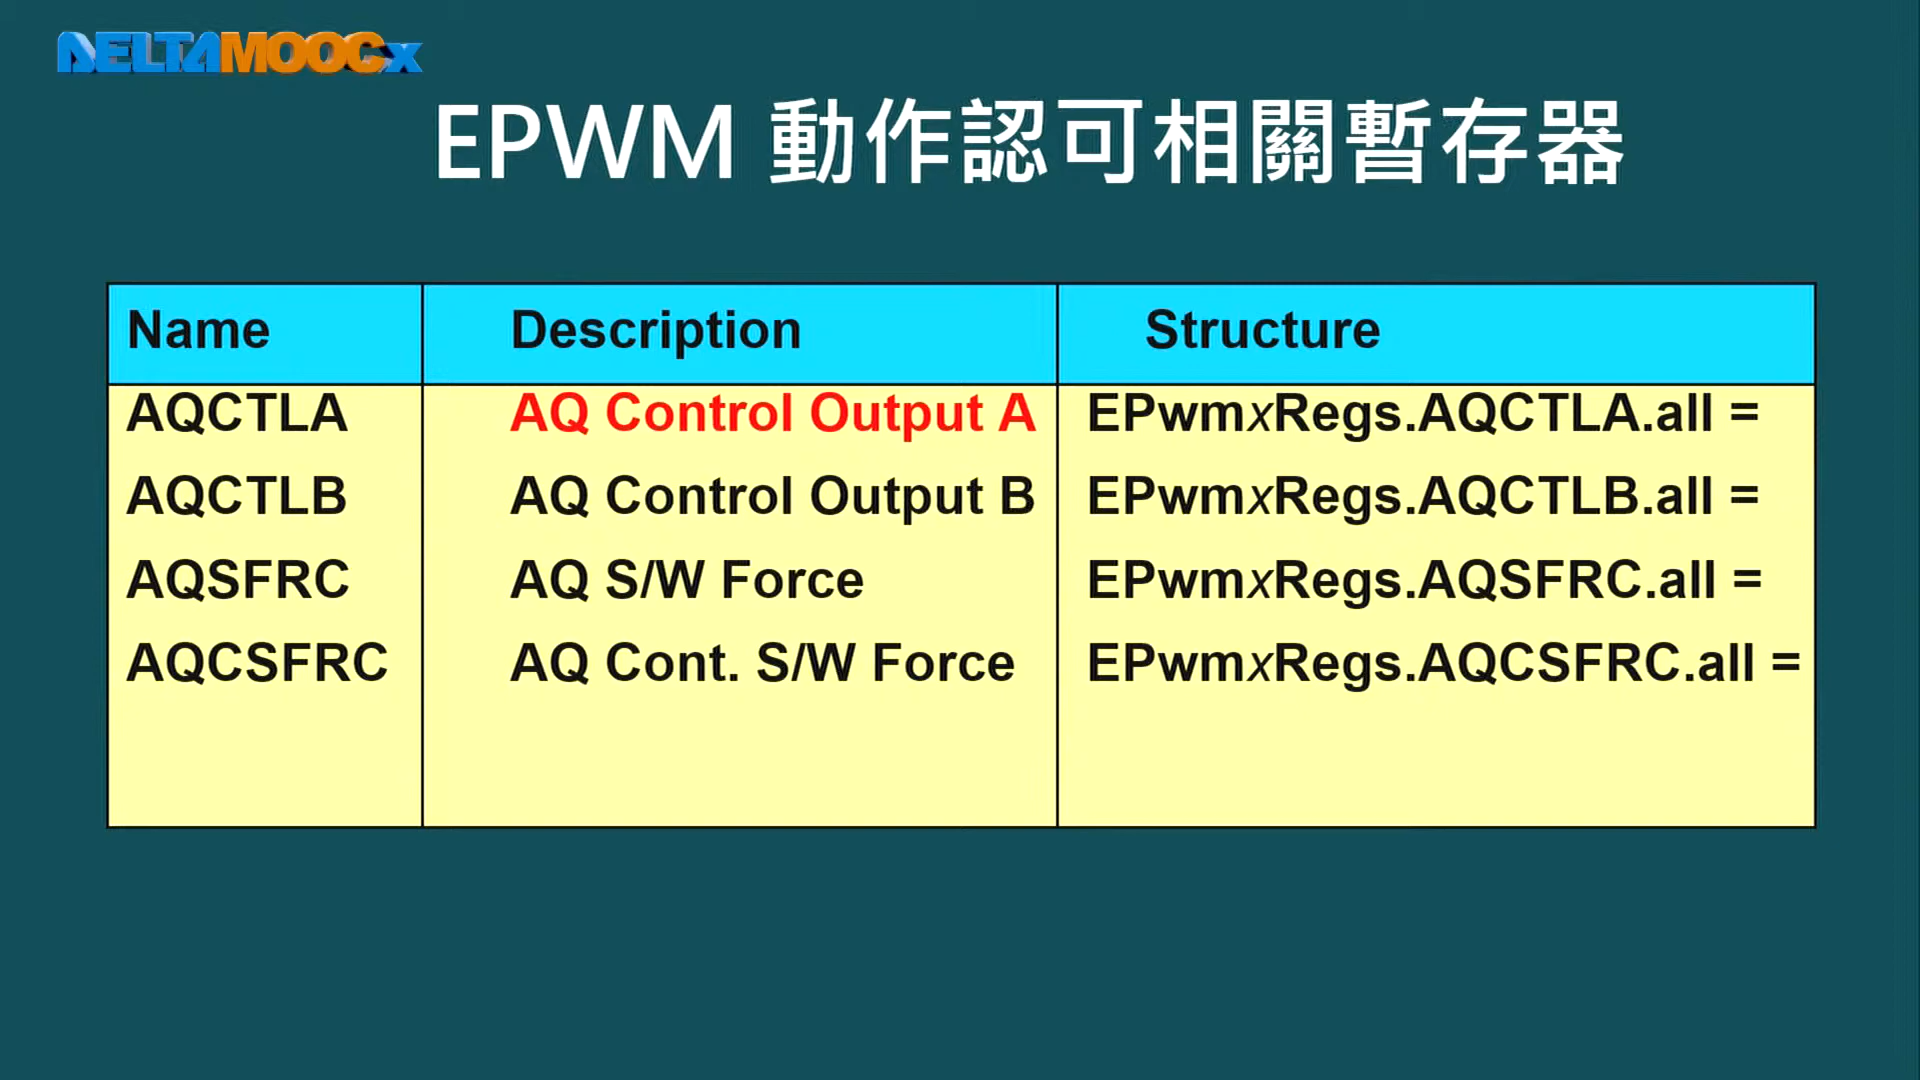 DELTAMOOCx
EPWM 動作認可相關暫存器
Name Description Structure
AQCTLA AQ Control Output A EPwmxRegs.AQCTLA.all =
AQCTLB AQ Control Output B EPwmxRegs.AQCTLB.all =
AQSFRC AQ S/W Force EPwmxRegs.AQSFRC.all =
AQCSFRC AQ Cont. S/W Force EPwmxRegs.AQCSFRC.all =